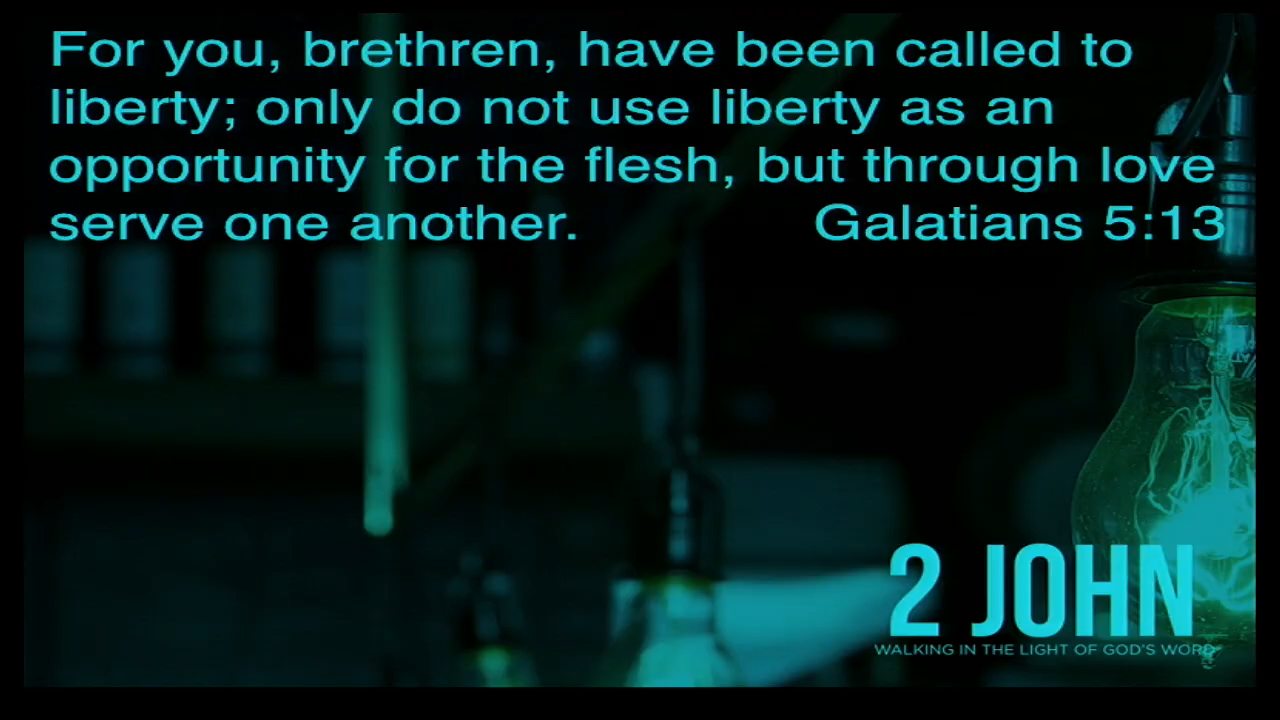 For you, brethren, have been called to
liberty; only do not use liberty as an
opportunity for the flesh, but through love
serve one another. Galatians 5:13
2 JOHN
WALKING IN THE LIGHT OF GOD'S WORD